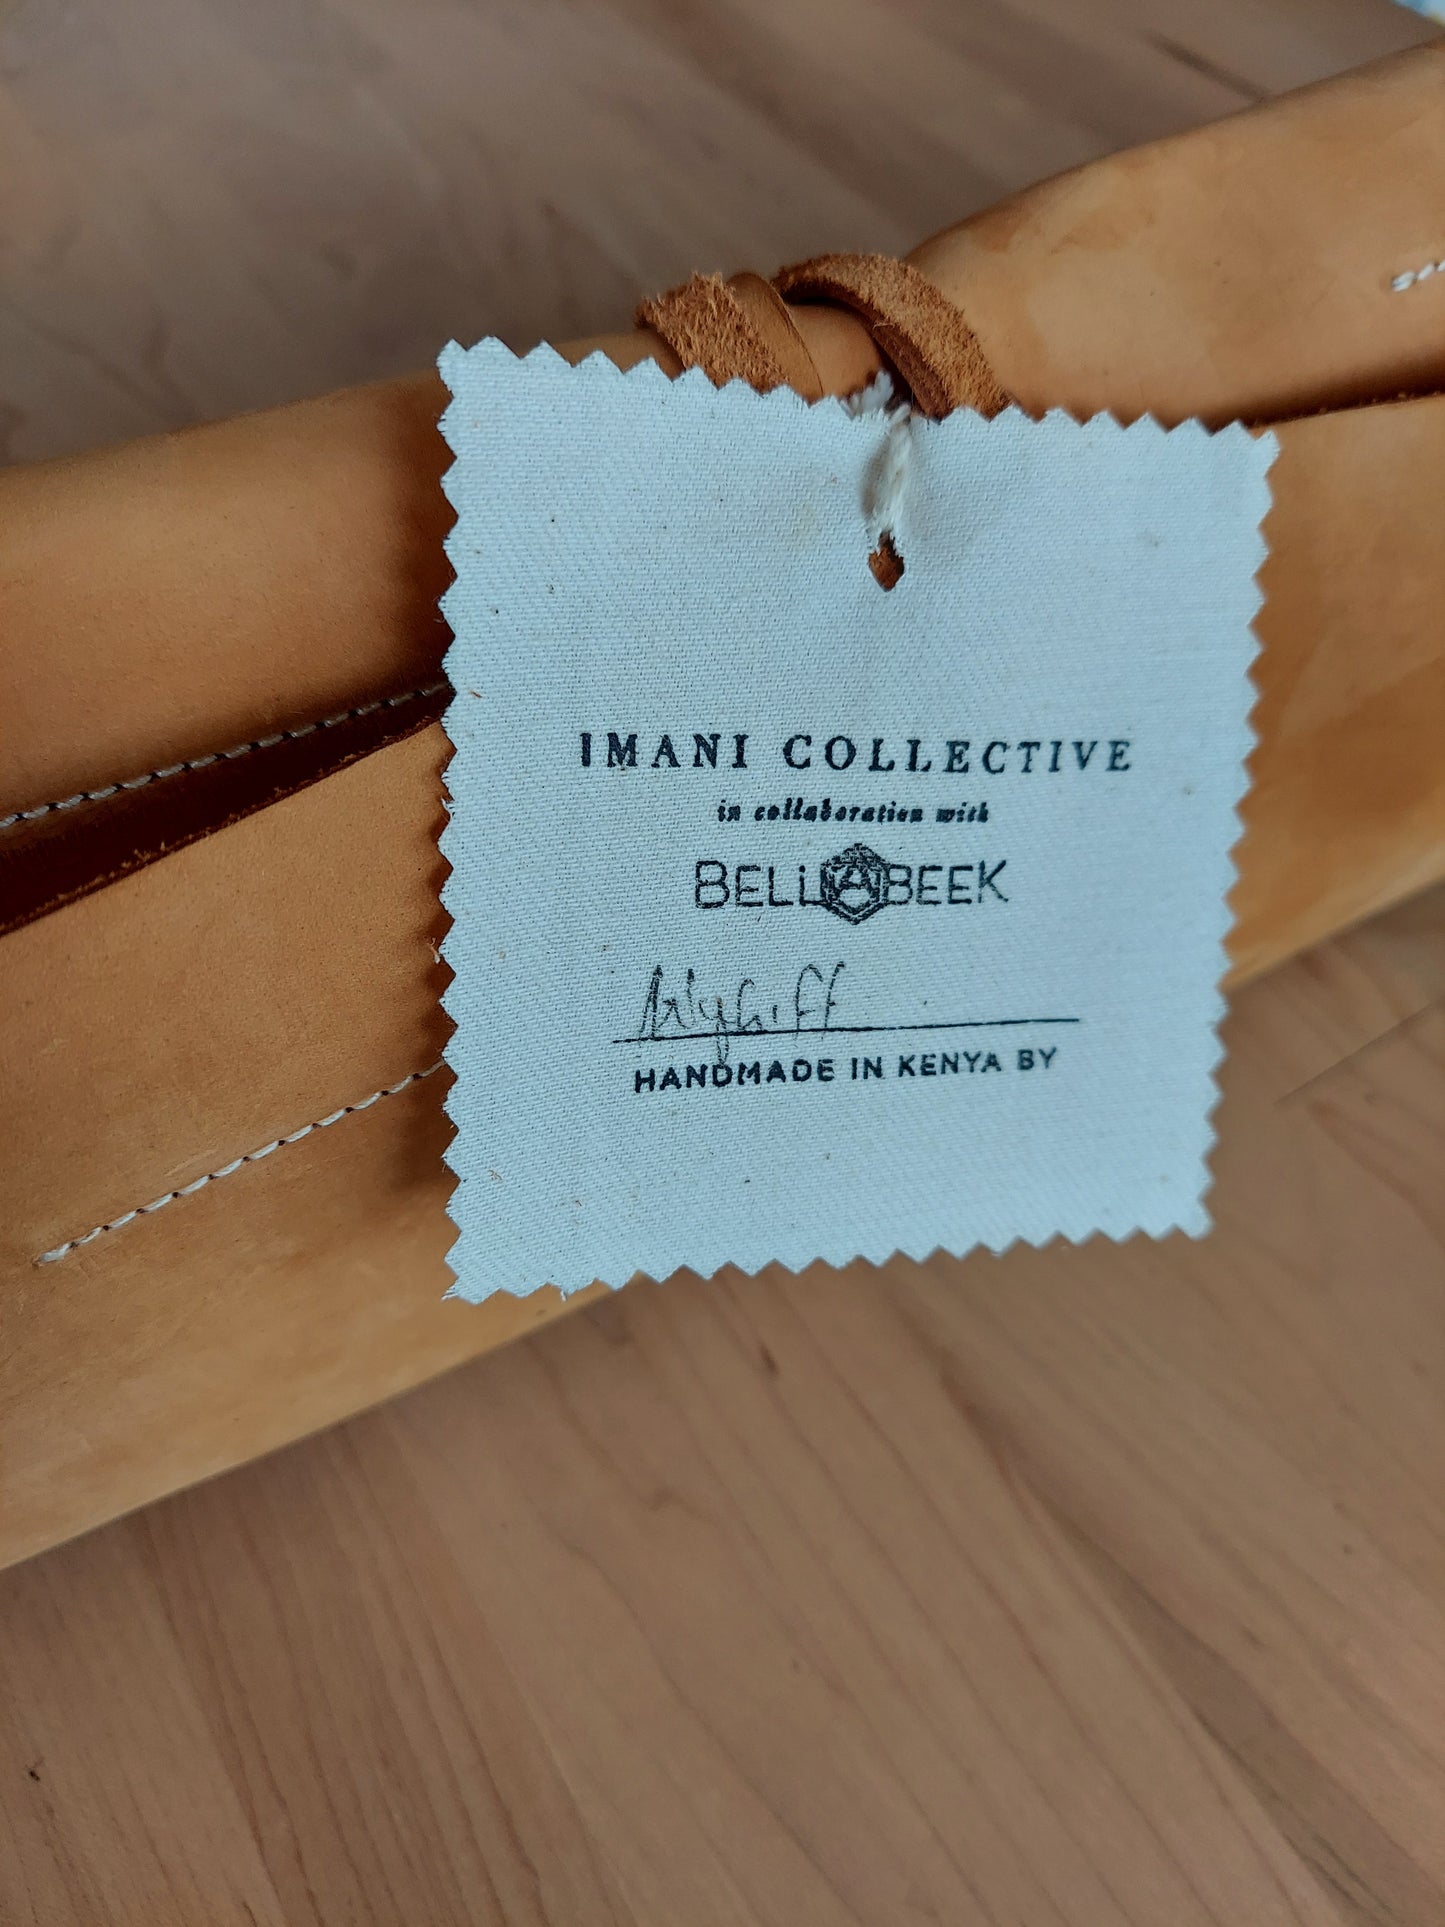 IMANI COLLECTIVE
in collaboration with
BELLABEEK
HANDMADE IN KENYA BY